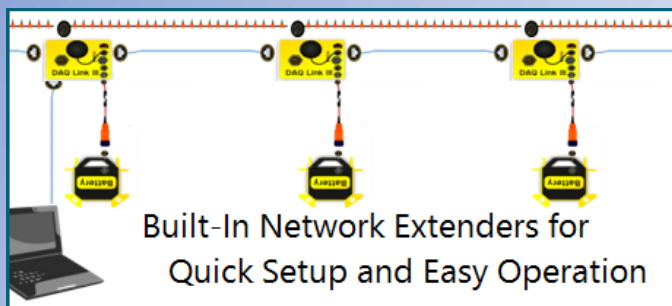 DAQ Link III DAQ Link III DAQ Link III
Battery Battery Battery
Built-In Network Extenders for
Quick Setup and Easy Operation